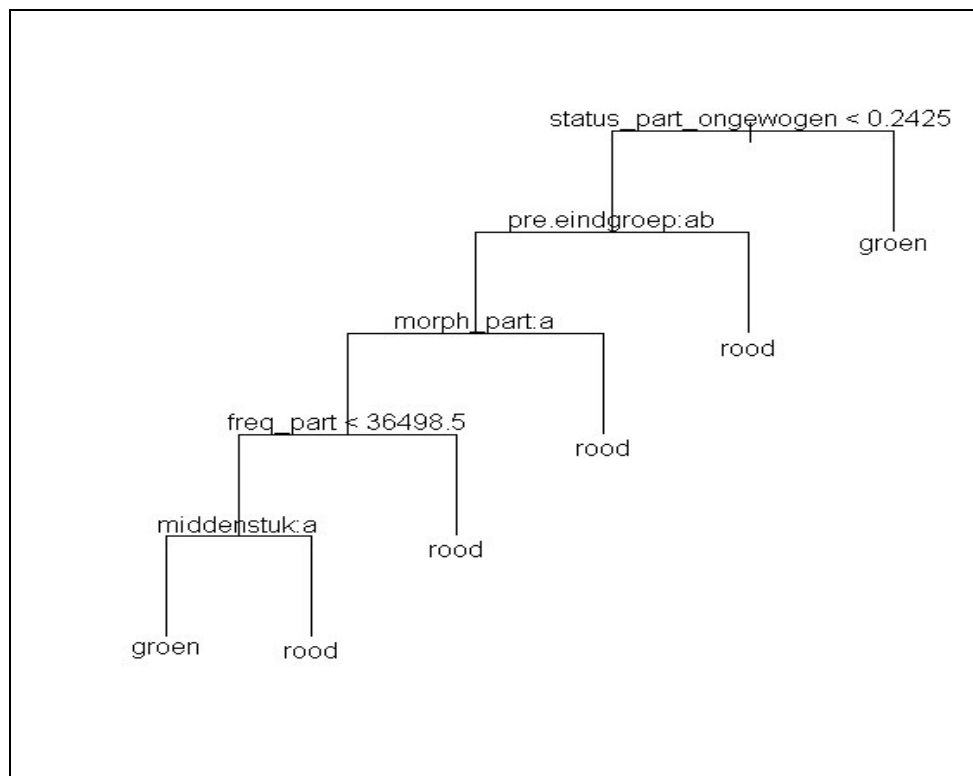 status_part_ongewogen < 0.2425
pre.eindgroep:ab
groen
morph_part:a
rood
freq_part < 36498.5
rood
middenstuk:a
rood
groen
rood